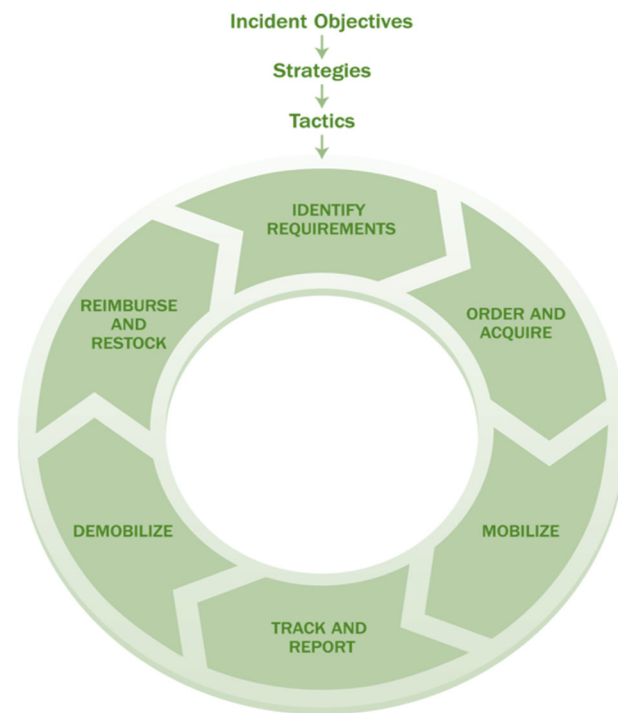 Incident Objectives
Strategies
Tactics
IDENTIFY
REQUIREMENTS
ORDER AND
ACQUIRE
MOBILIZE
TRACK AND
REPORT
DEMOBILIZE
REIMBURSE
AND
RESTOCK